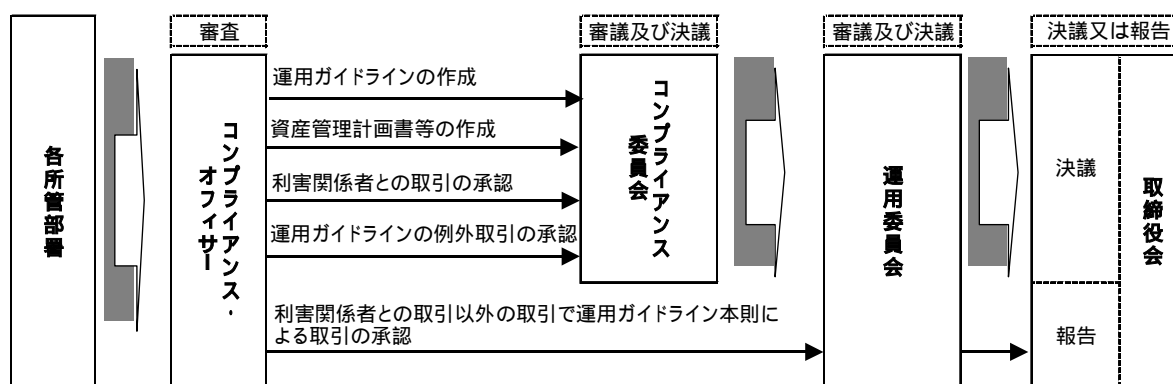 審査
審議及び決議
審議及び決議
決議又は報告
各所管部署
コンプライアンス・
オフィサー
運用ガイドラインの作成
資産管理計画書等の作成
利害関係者との取引の承認
運用ガイドラインの例外取引の承認
利害関係者との取引以外の取引で運用ガイドライン本則に
よる取引の承認
コンプライアンス
委員会
運用委員会
決議
報告
取締役会